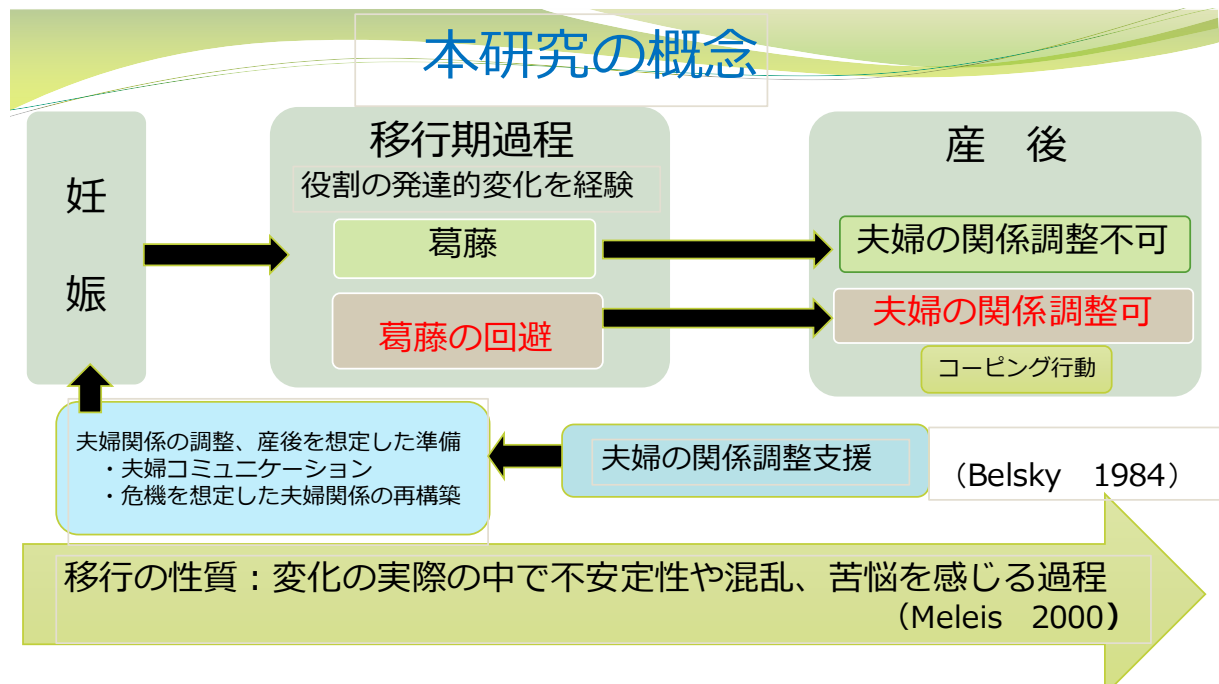 本研究の概念
妊
娠
移行期過程
役割の発達的変化を経験
葛藤
葛藤の回避
産　後
夫婦の関係調整不可
夫婦の関係調整可
コーピング行動
夫婦関係の調整、産後を想定した準備
・夫婦コミュニケーション
・危機を想定した夫婦関係の再構築
夫婦の関係調整支援
（Belsky　1984）
移行の性質：変化の実際の中で不安定性や混乱、苦悩を感じる過程
（Meleis　2000）